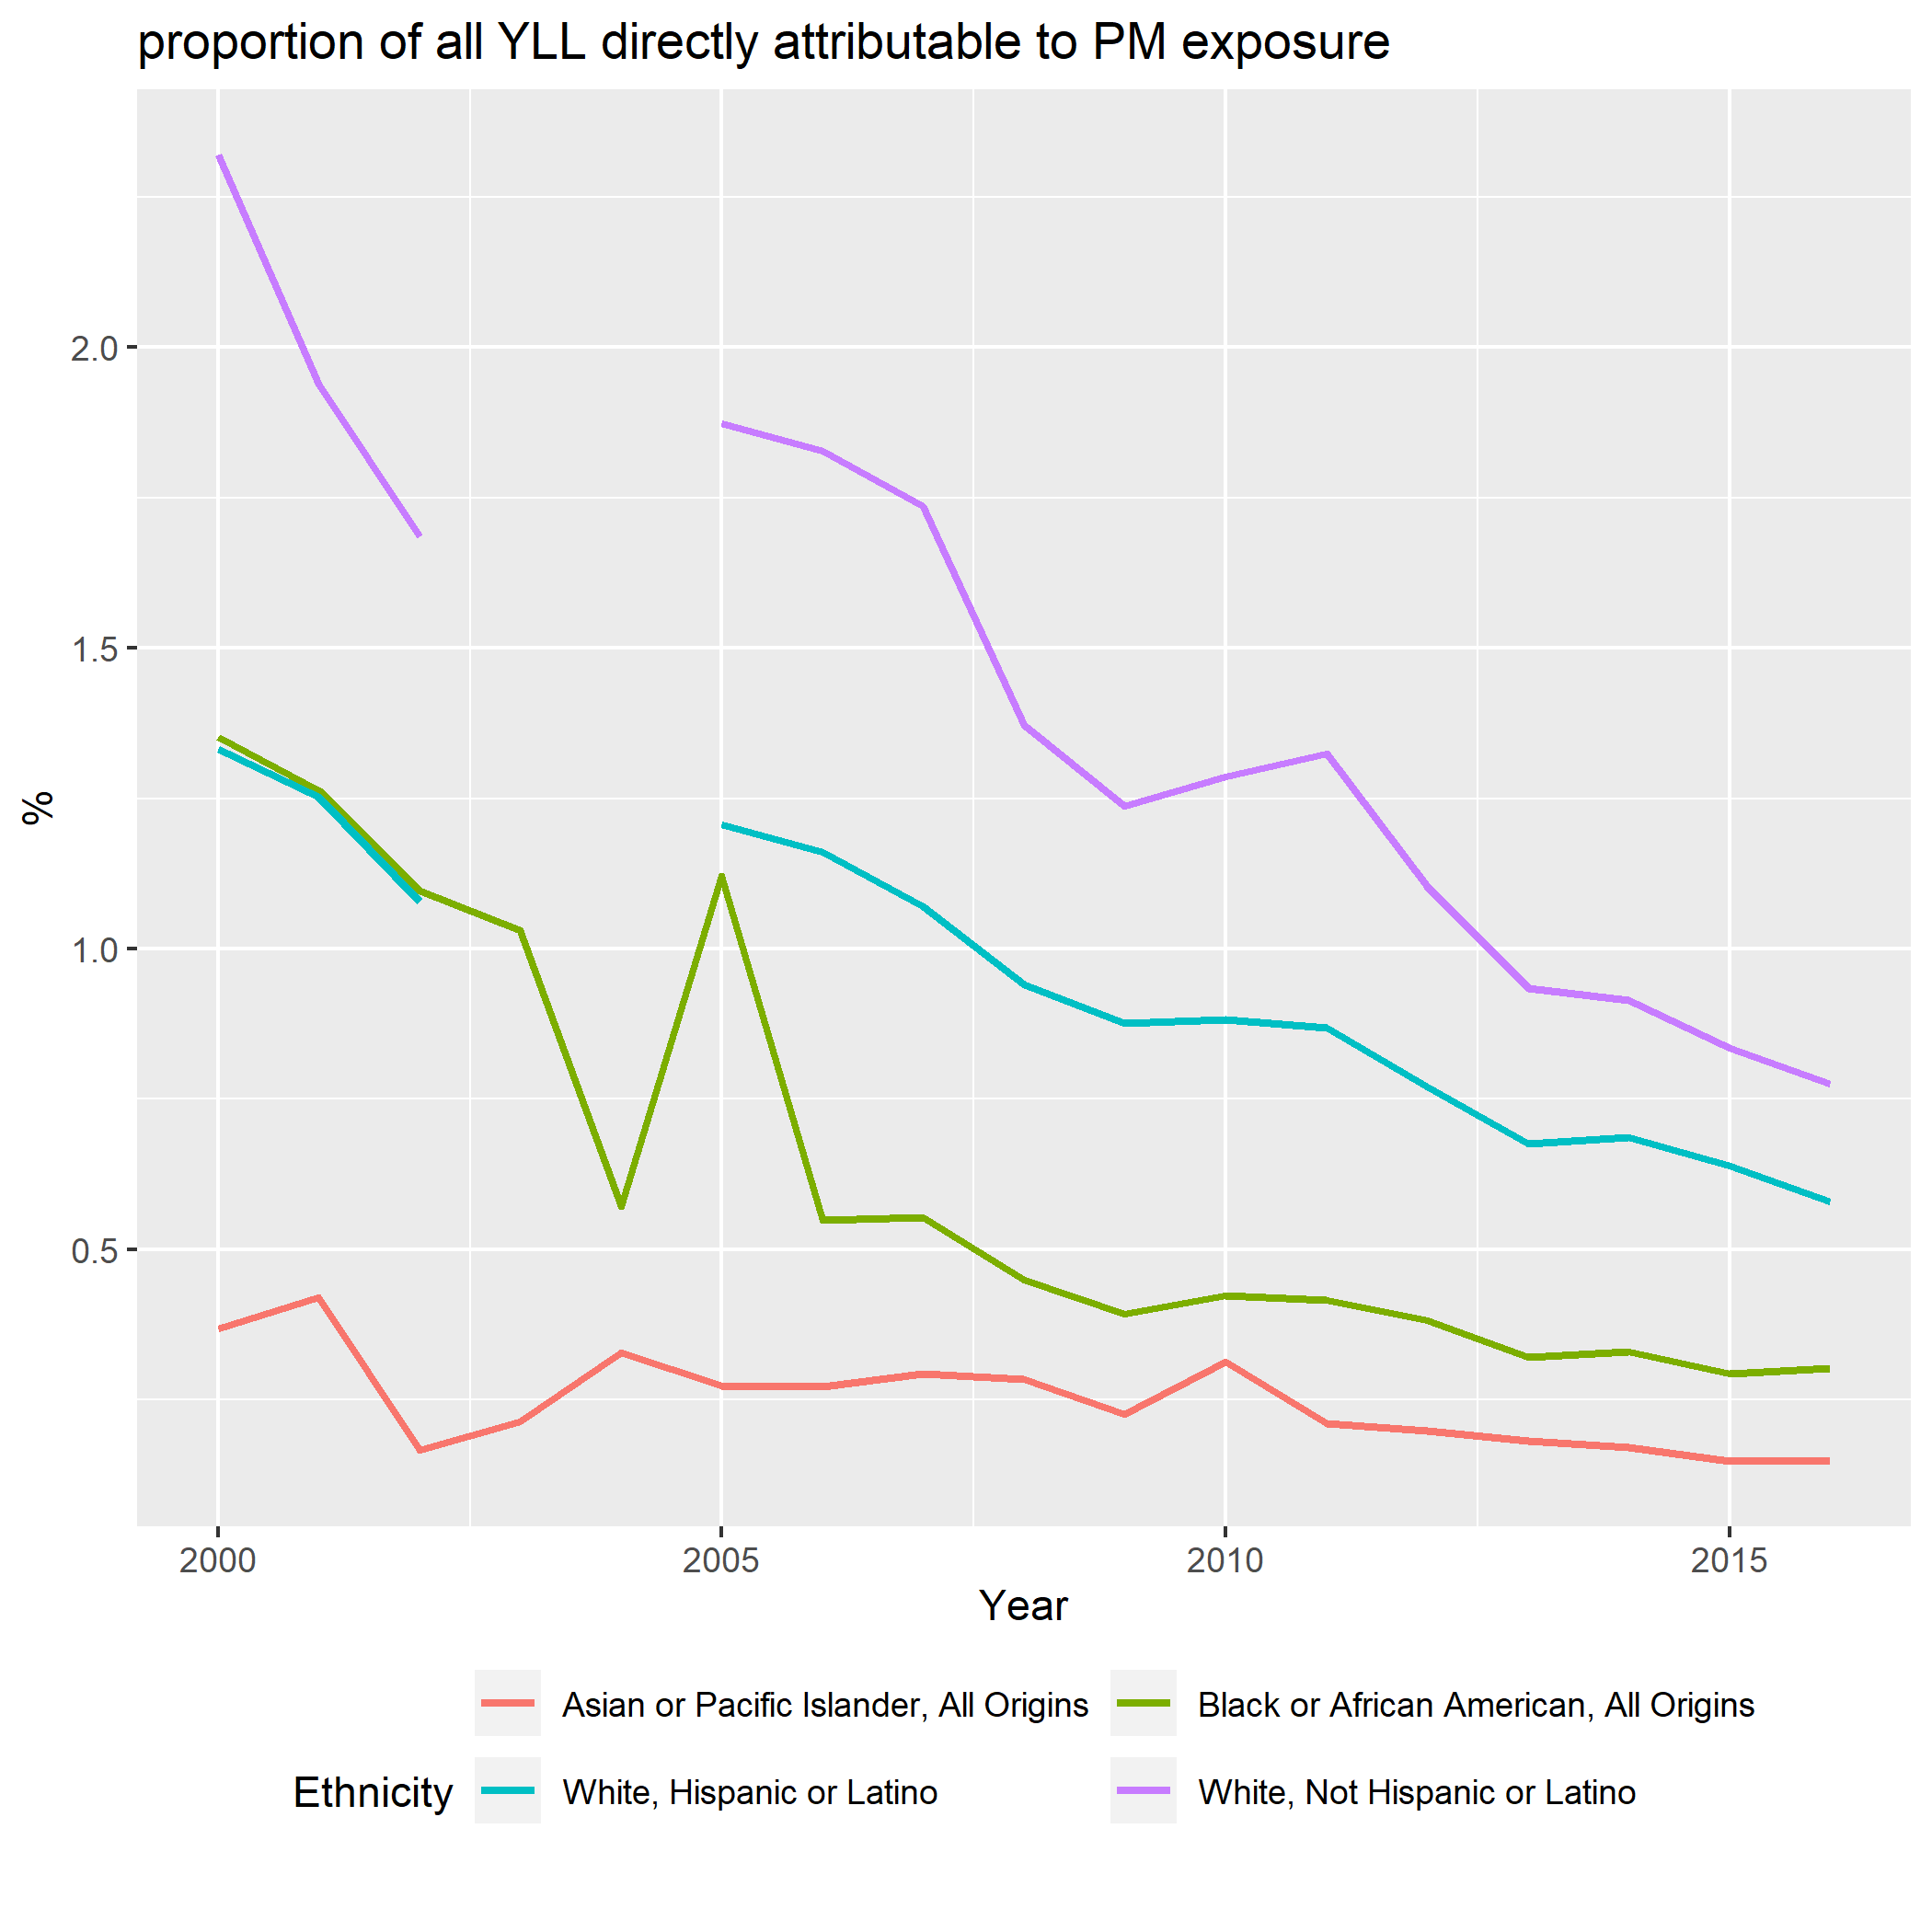 proportion of all YLL directly attributable to PM exposure
2.0
1.5
1.0
0.5
%
2000 2005 2010 2015
Year
Ethnicity
Asian or Pacific Islander, All Origins
Black or African American, All Origins
White, Hispanic or Latino
White, Not Hispanic or Latino